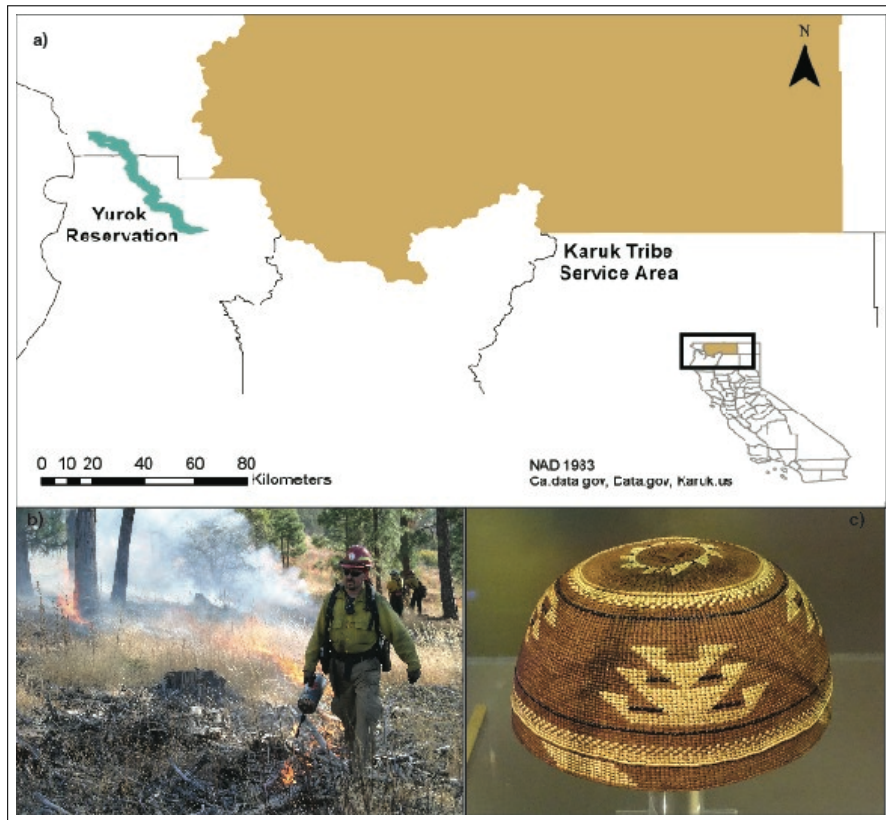 a)
N
Yurok
Reservation
Karuk Tribe
Service Area
0 10 20 40 60 80
Kilometers
NAD 1983
Ca.data.gov, Data.gov, Karuk.us
b)
c)